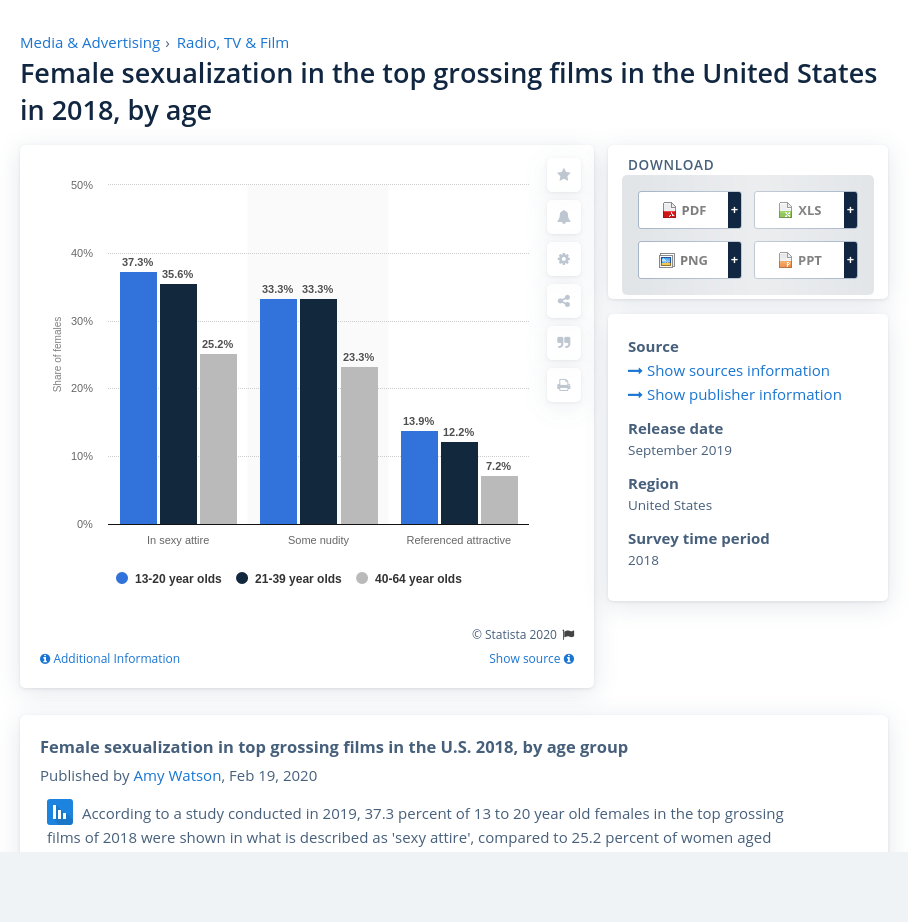 Media & Advertising › Radio, TV & Film
Female sexualization in the top grossing films in the United States
in 2018, by age
50%
40%
30%
20%
10%
0%
Share of females
37.3%
35.6%
25.2%
33.3%
33.3%
23.3%
13.9%
12.2%
7.2%
In sexy attire
Some nudity
Referenced attractive
13-20 year olds
21-39 year olds
40-64 year olds
© Statista 2020
Additional Information
Show source
DOWNLOAD
PDF +
XLS +
PNG +
PPT +
Source
Show sources information
Show publisher information
Release date
September 2019
Region
United States
Survey time period
2018
Female sexualization in top grossing films in the U.S. 2018, by age group
Published by Amy Watson, Feb 19, 2020
According to a study conducted in 2019, 37.3 percent of 13 to 20 year old females in the top grossing
films of 2018 were shown in what is described as 'sexy attire', compared to 25.2 percent of women aged